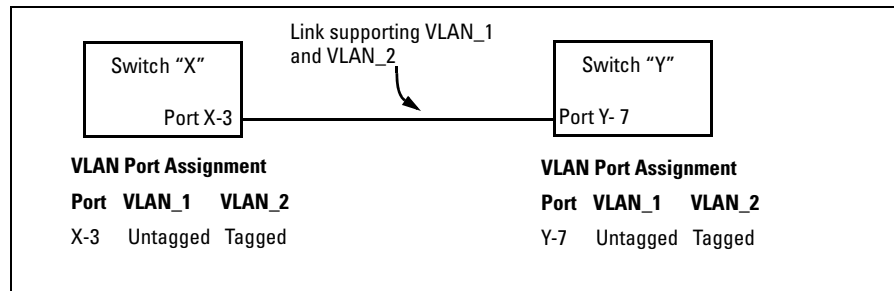 Link supporting VLAN_1
and VLAN_2
Switch “X”
Switch “Y”
Port X-3
Port Y- 7
VLAN Port Assignment
Port VLAN_1 VLAN_2
X-3 Untagged Tagged
VLAN Port Assignment
Port VLAN_1 VLAN_2
Y-7 Untagged Tagged